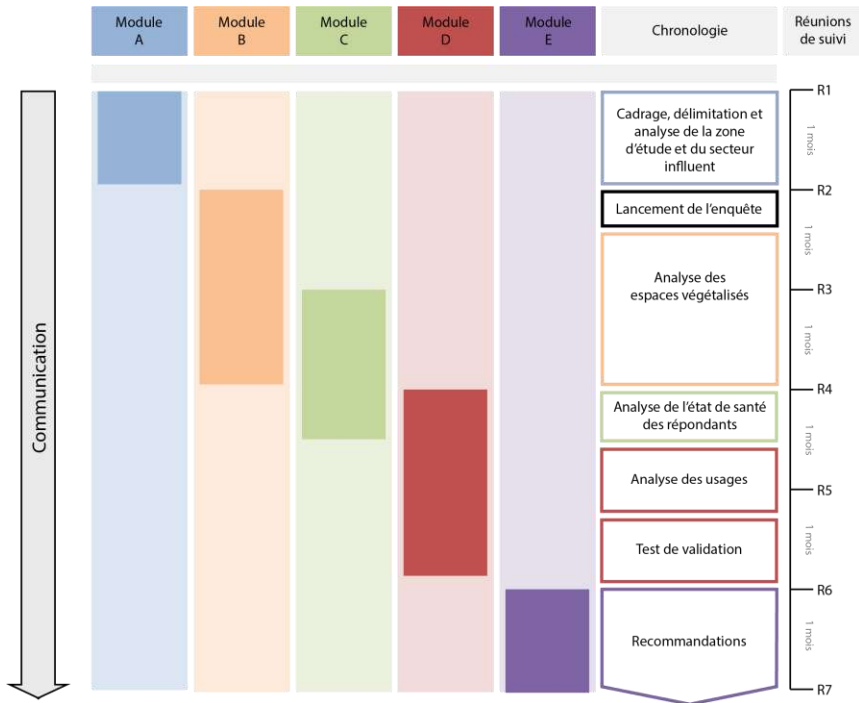 Module
A
Module
B
Module
C
Module
D
Module
E
Chronologie
Réunions
de suivi
Communication
Cadrage, délimitation et
analyse de la zone
d'étude et du secteur
inflluent
Lancement de l'enquête
Analyse des
espaces végétalisés
Analyse de l'état de santé
des répondants
Analyse des usages
Test de validation
Recommandations
R1
1 mois
R2
1 mois
R3
1 mois
R4
1 mois
R5
1 mois
R6
1 mois
R7